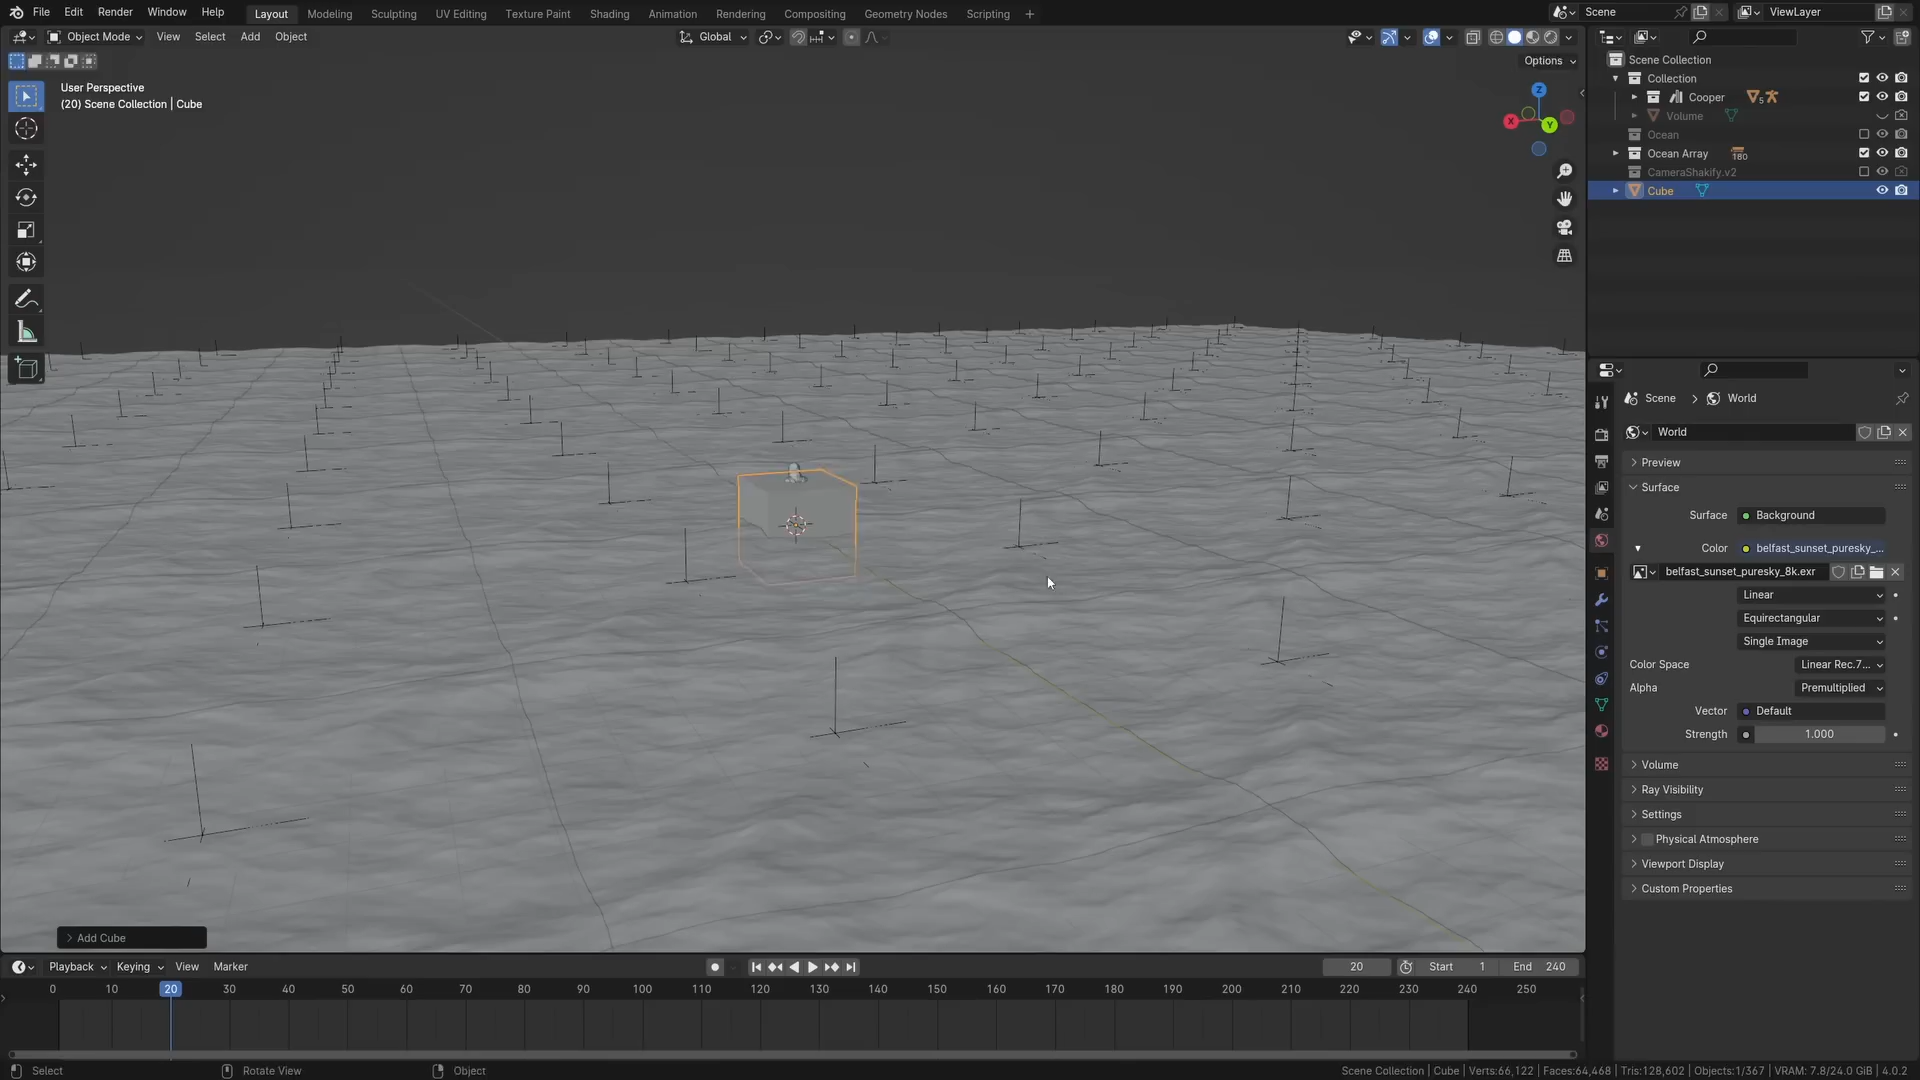 File Edit Render Window Help Layout Modeling Sculpting UV Editing Texture Paint Shading Animation Rendering Compositing Geometry Nodes Scripting + Scene ViewLayer
Object Mode View Select Add Object Global
Options
User Perspective
(20) Scene Collection | Cube
Z
X
Y
Scene Collection
Collection
Cooper 5
Volume
Ocean
Ocean Array 180
CameraShakify.v2
Cube
Scene > World
World
Preview
Surface
Surface Background
Color belfast_sunset_puresky_...
belfast_sunset_puresky_8k.exr
Linear
Equirectangular
Single Image
Color Space Linear Rec.7...
Alpha Premultiplied
Vector Default
Strength 1.000
Volume
Ray Visibility
Settings
Physical Atmosphere
Viewport Display
Custom Properties
Add Cube
Playback Keying View Marker 20 Start 1 End 240
0 10 20 30 40 50 60 70 80 90 100 110 120 130 140 150 160 170 180 190 200 210 220 230 240 250
Select Rotate View Object Scene Collection | Cube | Verts:66,122 | Faces:64,468 | Tris:128,602 | Objects:1/367 | VRAM: 7.8/24.0 GiB | 4.0.2